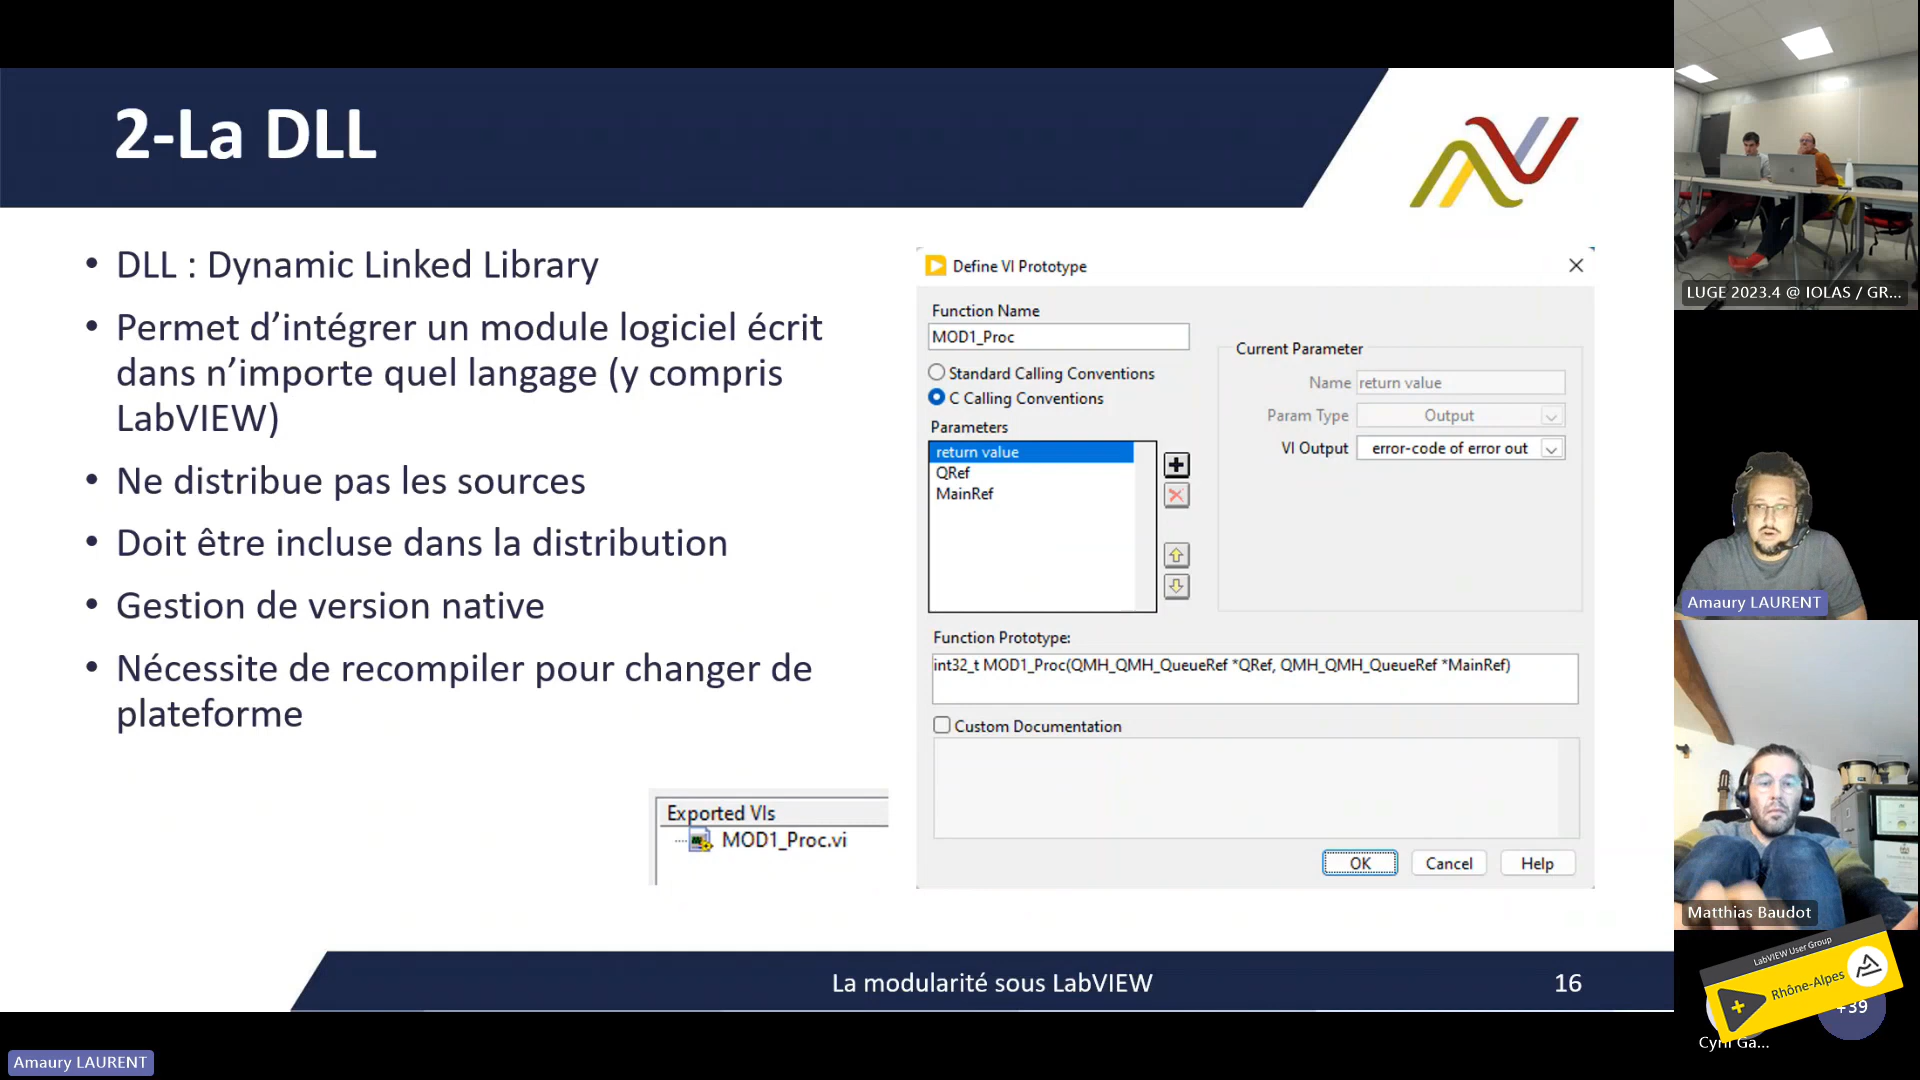 2-La DLL
• DLL : Dynamic Linked Library
• Permet d’intégrer un module logiciel écrit
dans n’importe quel langage (y compris
LabVIEW)
• Ne distribue pas les sources
• Doit être incluse dans la distribution
• Gestion de version native
• Nécessite de recompiler pour changer de
plateforme
Exported VIs
MOD1_Proc.vi
Define VI Prototype
Function Name
MOD1_Proc
Standard Calling Conventions
C Calling Conventions
Parameters
return value
QRef
MainRef
Current Parameter
Name return value
Param Type Output
VI Output error-code of error out
Function Prototype:
int32_t MOD1_Proc(QMH_QMH_QueueRef *QRef, QMH_QMH_QueueRef *MainRef)
Custom Documentation
OK Cancel Help
La modularité sous LabVIEW 16
Amaury LAURENT
LUGE 2023.4 @ IOLAS / GR...
Amaury LAURENT
Matthias Baudot
LabVIEW User Group
Rhône-Alpes
+39
Cyril Ga...